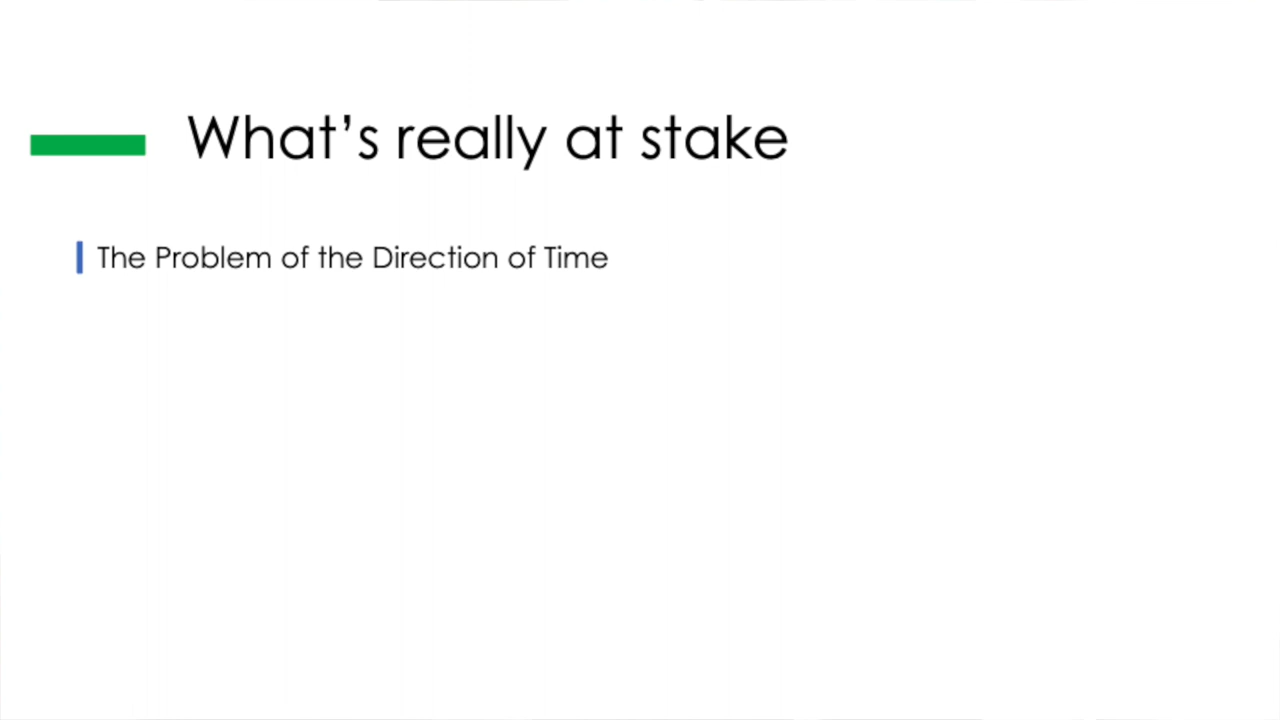 What’s really at stake
The Problem of the Direction of Time